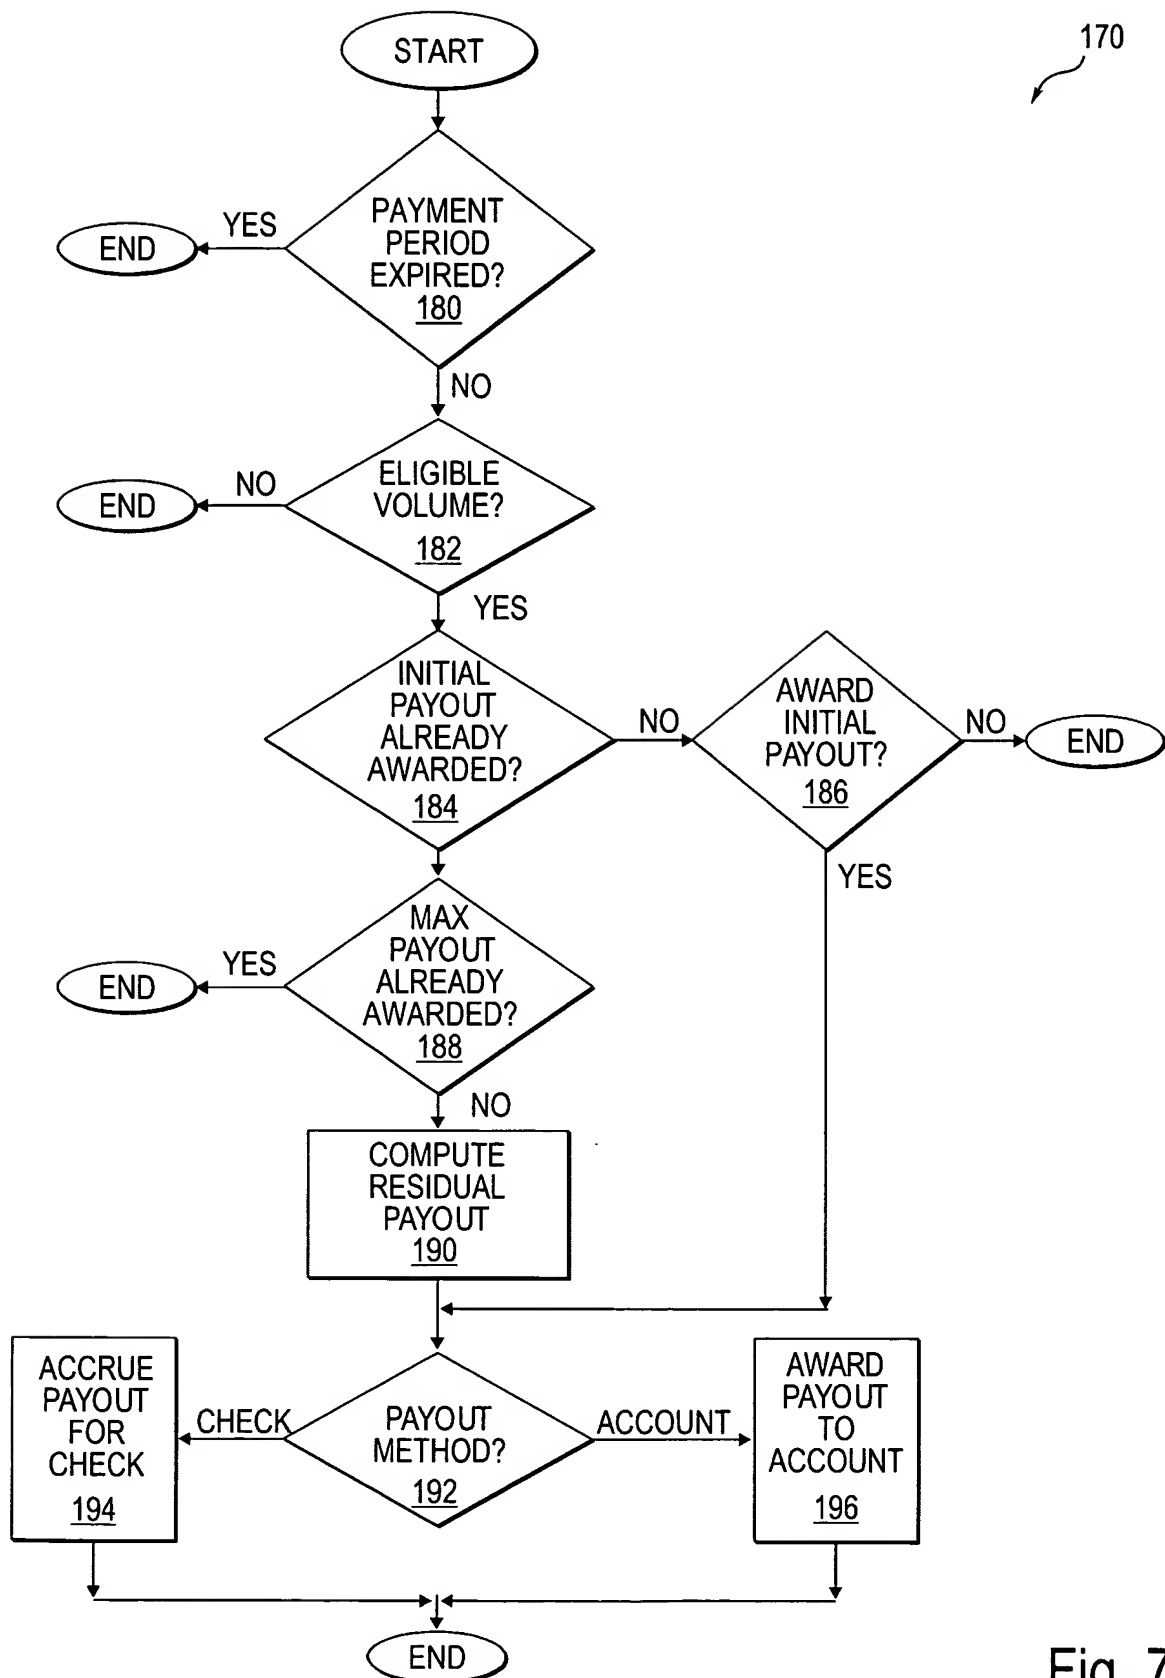 START
170
PAYMENT
PERIOD
EXPIRED?
180
YES
END
NO
ELIGIBLE
VOLUME?
182
NO
END
YES
INITIAL
PAYOUT
ALREADY
AWARDED?
184
NO
AWARD
INITIAL
PAYOUT?
186
NO
END
YES
MAX
PAYOUT
ALREADY
AWARDED?
188
YES
END
NO
COMPUTE
RESIDUAL
PAYOUT
190
PAYOUT
METHOD?
192
CHECK
ACCOUNT
ACCRUE
PAYOUT
FOR
CHECK
194
AWARD
PAYOUT
TO
ACCOUNT
196
END
Fig. 7